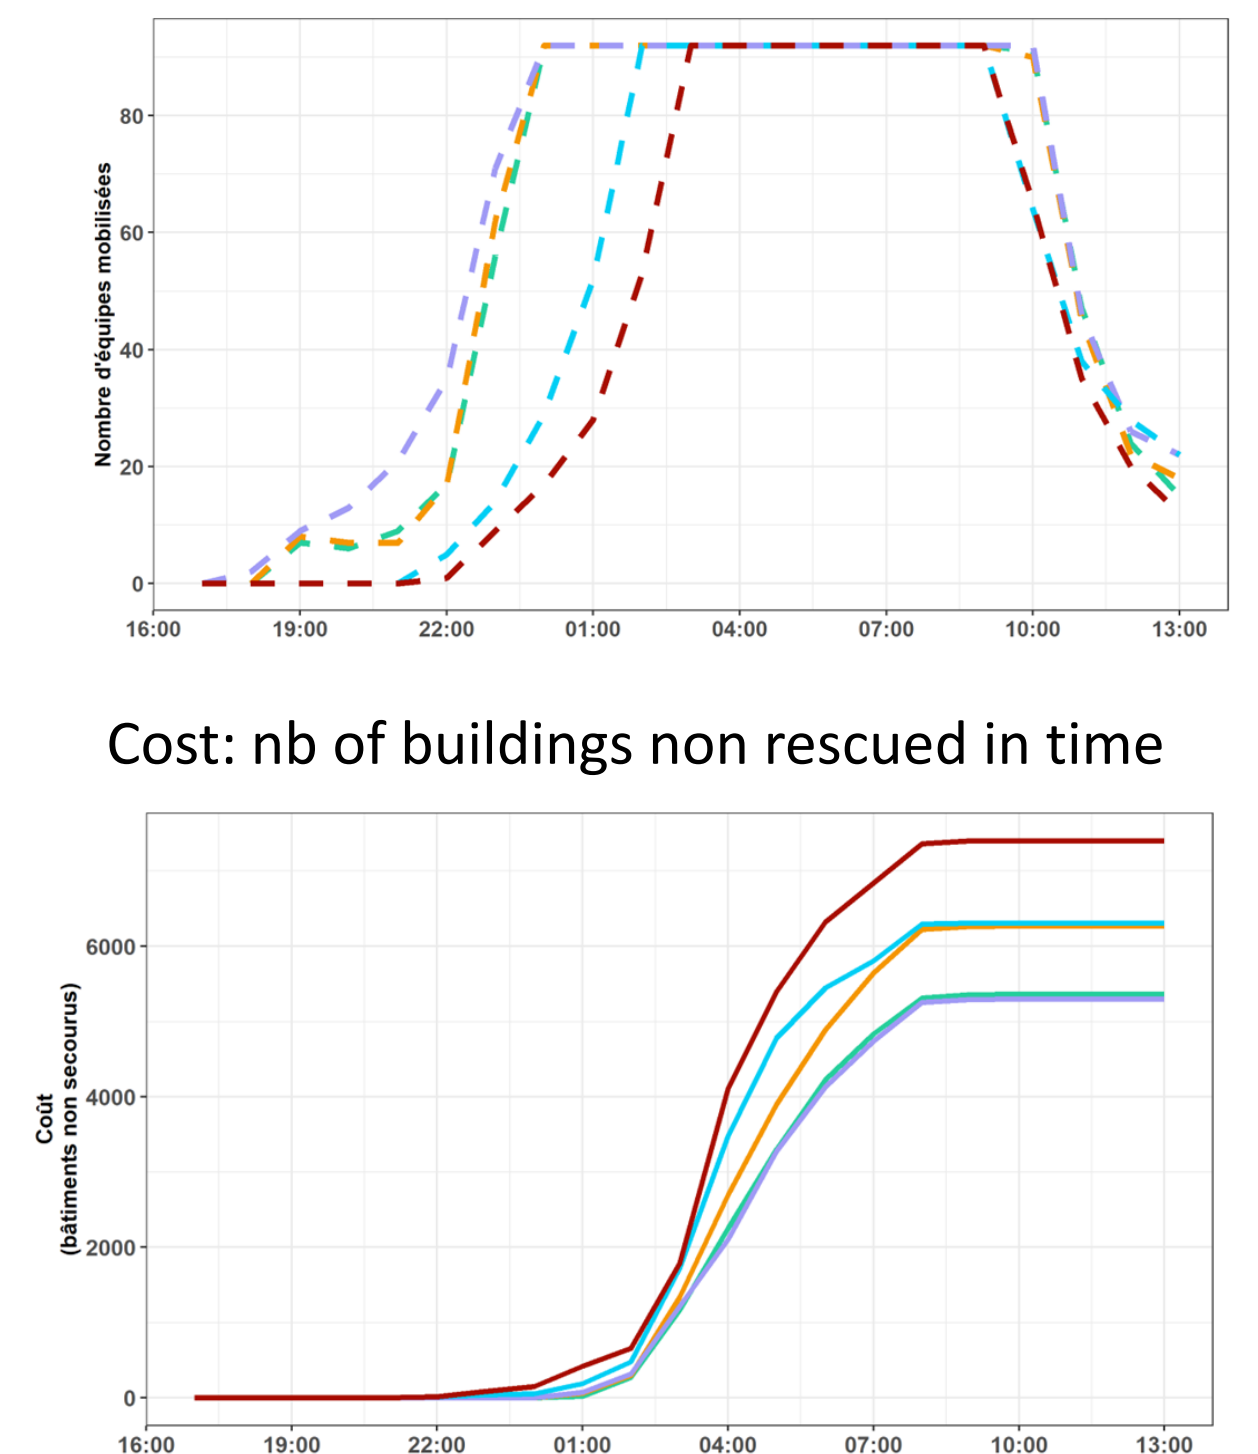 Nombre d'équipes mobilisées
80
60
40
20
0
16:00 19:00 22:00 01:00 04:00 07:00 10:00 13:00
Cost: nb of buildings non rescued in time
Coût
(bâtiments non secourus)
6000
4000
2000
0
16:00 19:00 22:00 01:00 04:00 07:00 10:00 13:00